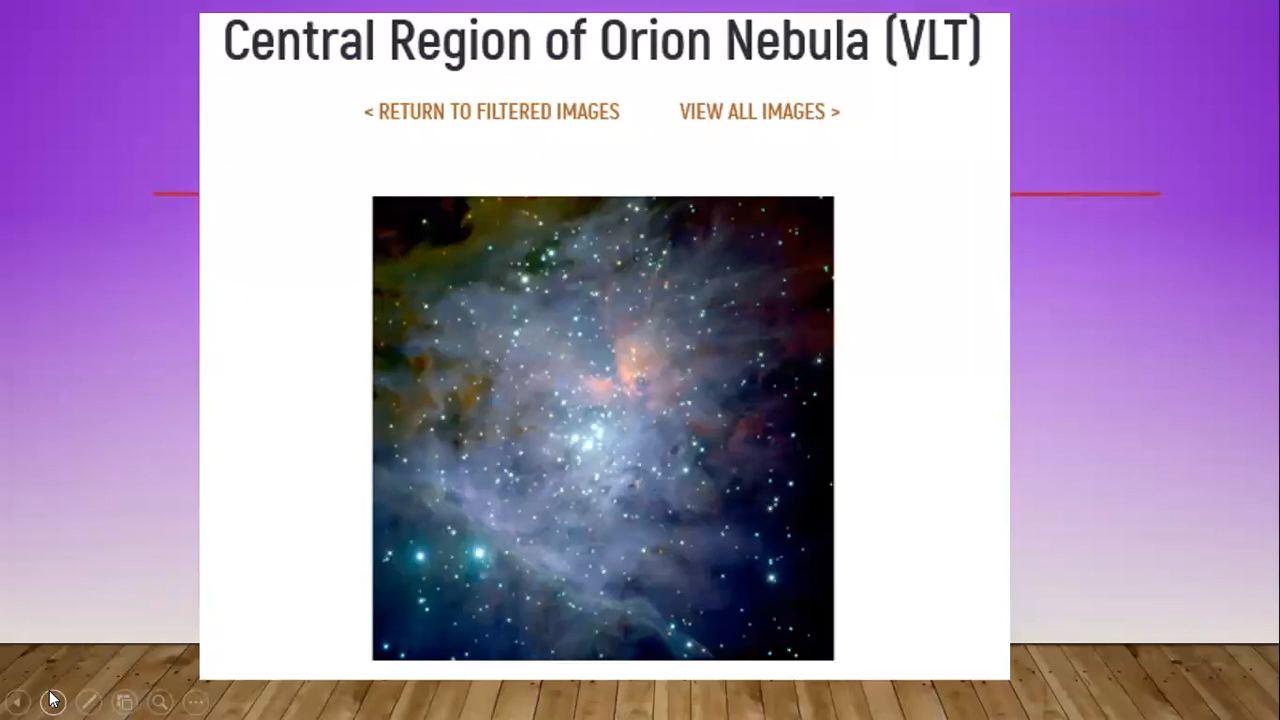 Central Region of Orion Nebula (VLT)
< RETURN TO FILTERED IMAGES VIEW ALL IMAGES >